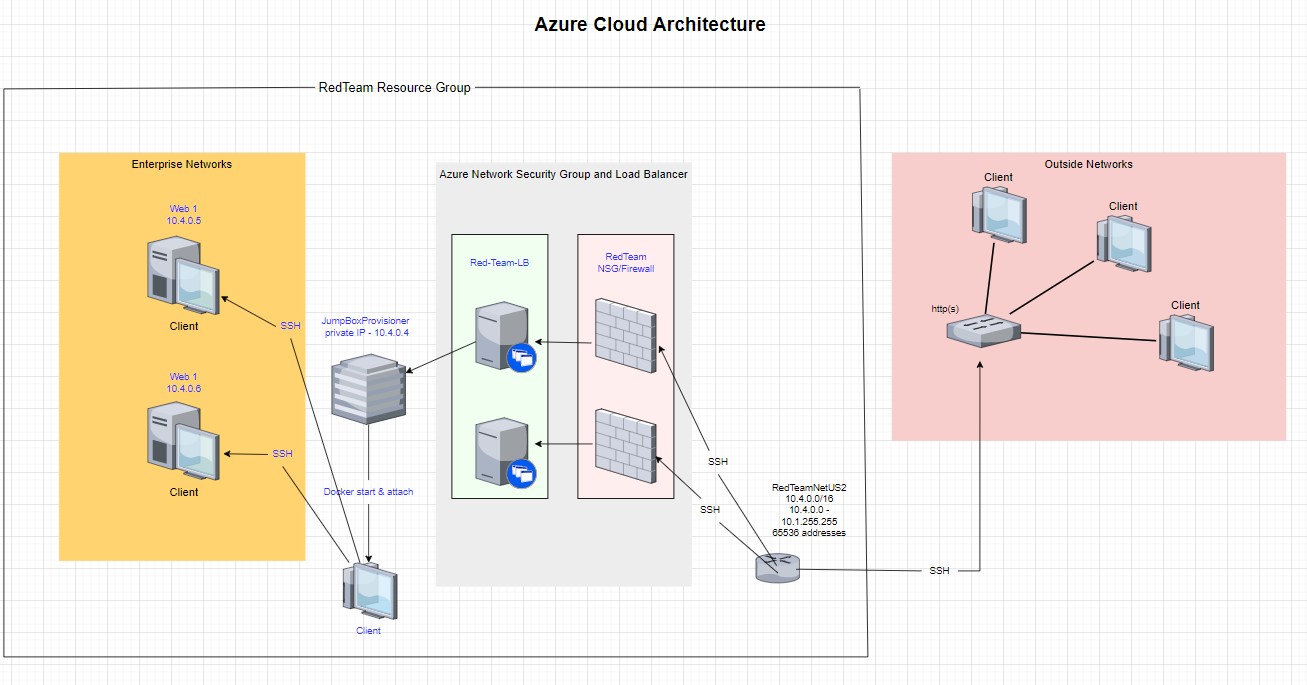 Azure Cloud Architecture
RedTeam Resource Group
Enterprise Networks
Web 1
10.4.0.5
Client
SSH
Web 1
10.4.0.6
SSH
Client
JumpBoxProvisioner
private IP - 10.4.0.4
Docker start & attach
Client
Azure Network Security Group and Load Balancer
Red-Team-LB
RedTeam
NSG/Firewall
SSH
SSH
RedTeamNetUS2
10.4.0.0/16
10.4.0.0 -
10.1.255.255
65536 addresses
SSH
Outside Networks
Client
Client
Client
http(s)